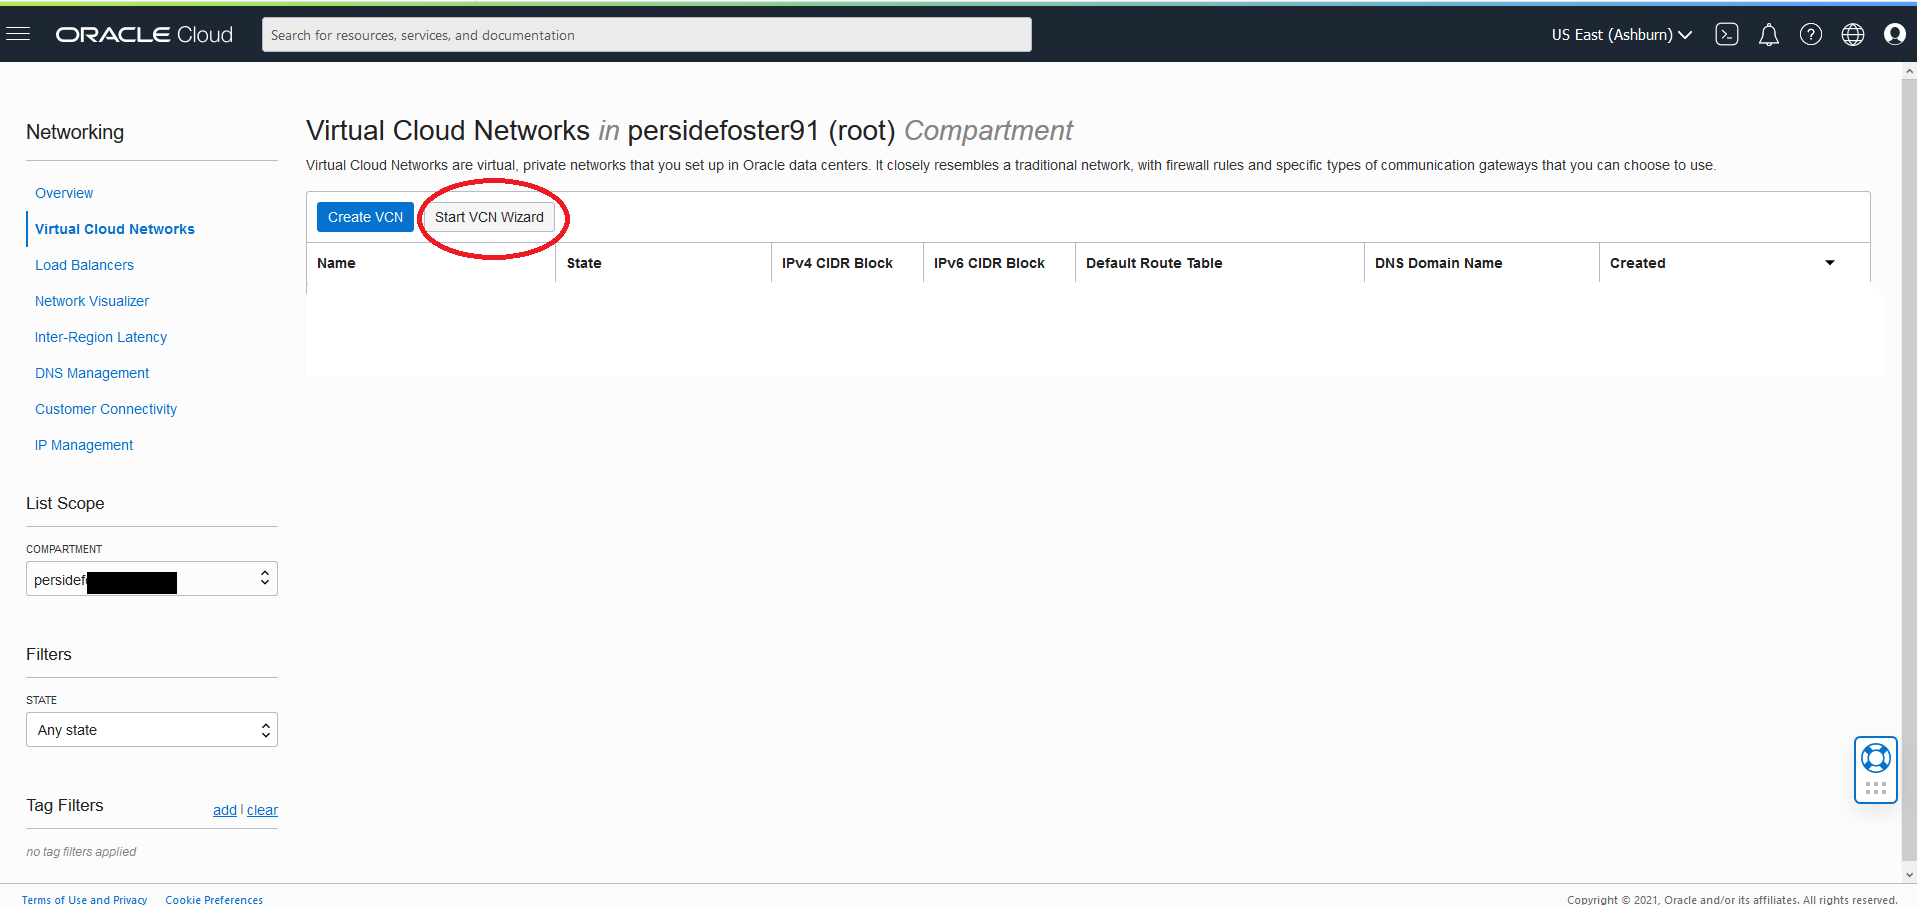 ORACLE Cloud
Search for resources, services, and documentation
US East (Ashburn)
Networking
Overview
Virtual Cloud Networks
Load Balancers
Network Visualizer
Inter-Region Latency
DNS Management
Customer Connectivity
IP Management
List Scope
COMPARTMENT
persidef
Filters
STATE
Any state
Tag Filters
add | clear
no tag filters applied
Virtual Cloud Networks in persidefoster91 (root) Compartment
Virtual Cloud Networks are virtual, private networks that you set up in Oracle data centers. It closely resembles a traditional network, with firewall rules and specific types of communication gateways that you can choose to use.
Create VCN Start VCN Wizard
Name State IPv4 CIDR Block IPv6 CIDR Block Default Route Table DNS Domain Name Created
Terms of Use and Privacy Cookie Preferences
Copyright © 2021, Oracle and/or its affiliates. All rights reserved.